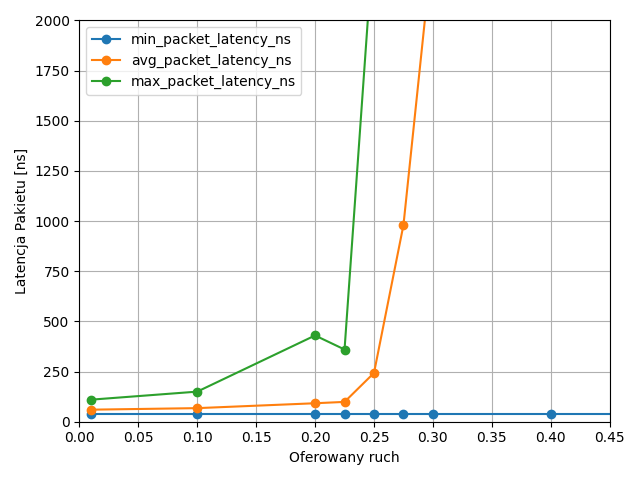 2000
1750
1500
1250
1000
750
500
250
0
Latencja Pakietu [ns]
min_packet_latency_ns
avg_packet_latency_ns
max_packet_latency_ns
0.00 0.05 0.10 0.15 0.20 0.25 0.30 0.35 0.40 0.45
Oferowany ruch